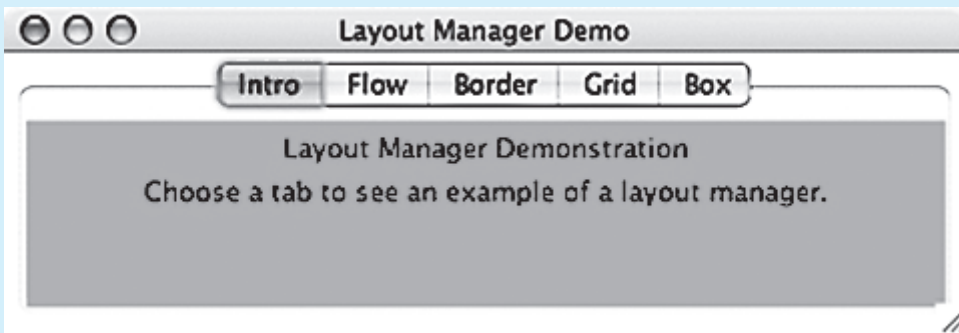 Layout Manager Demo
Intro Flow Border Grid Box
Layout Manager Demonstration
Choose a tab to see an example of a layout manager.